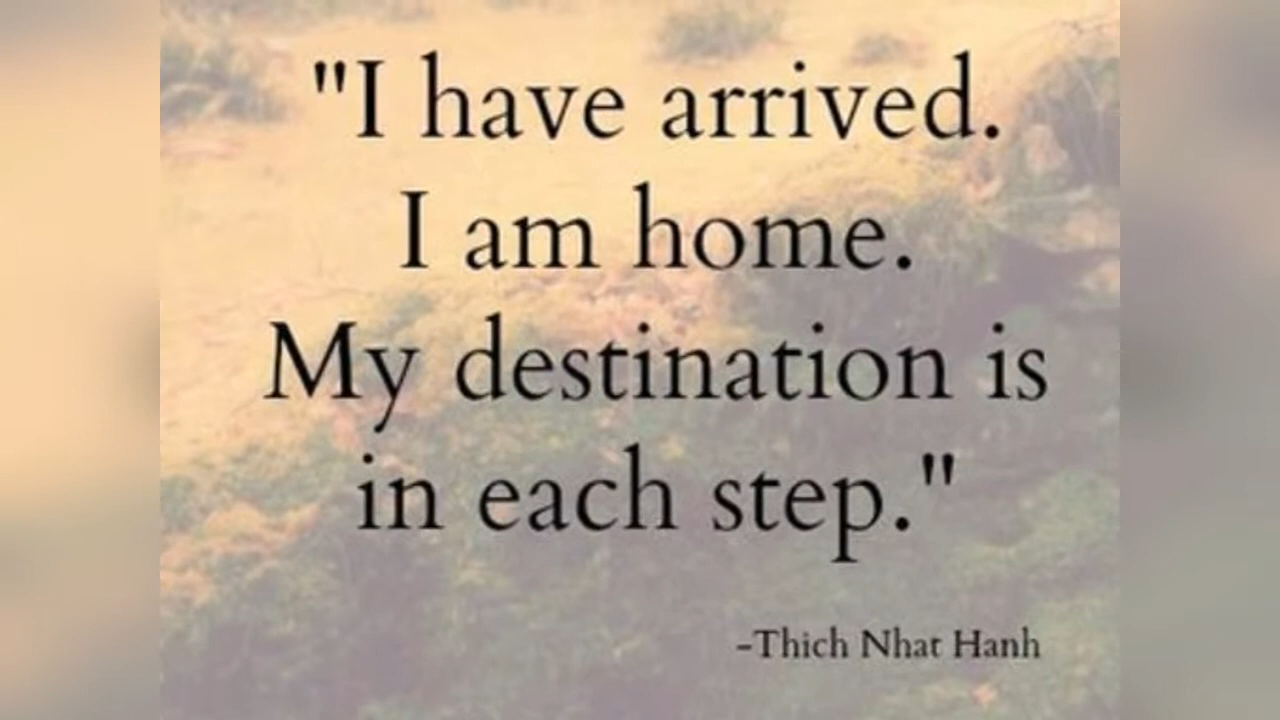 "I have arrived.
I am home.
My destination is
in each step."
-Thich Nhat Hanh